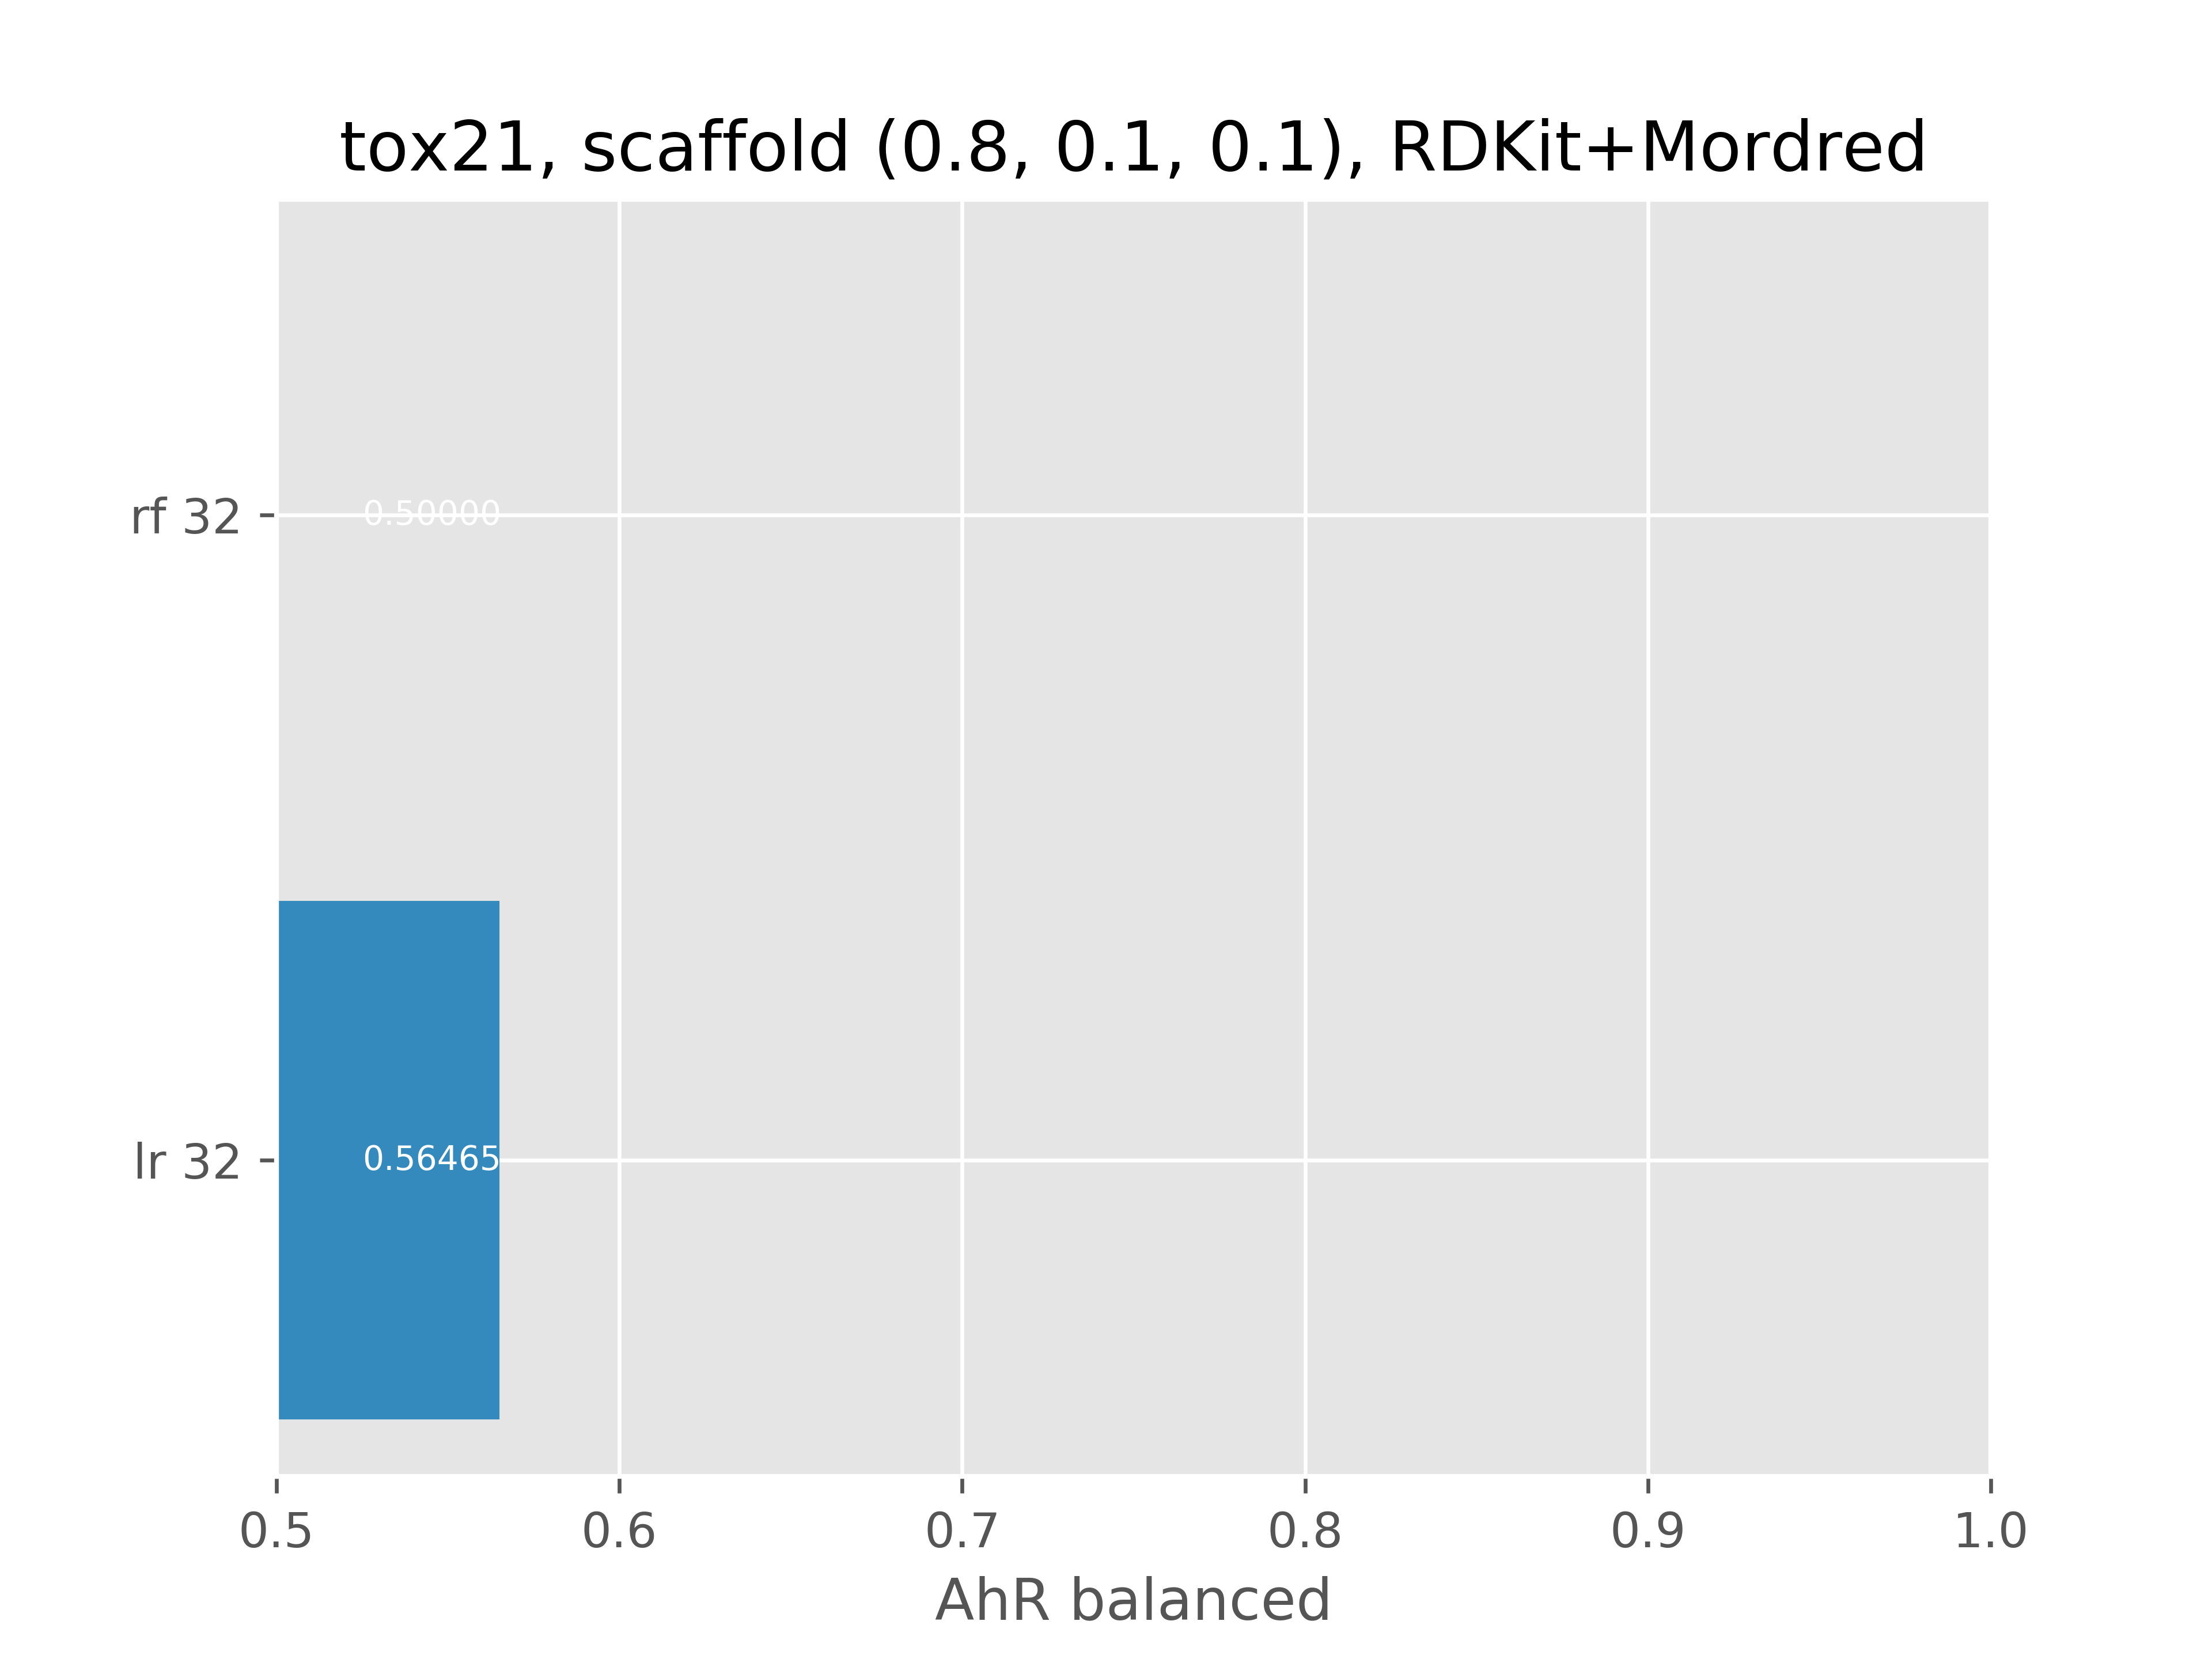 tox21, scaffold (0.8, 0.1, 0.1), RDKit+Mordred
rf 32
0.50000
lr 32
0.56465
0.5 0.6 0.7 0.8 0.9 1.0
AhR balanced